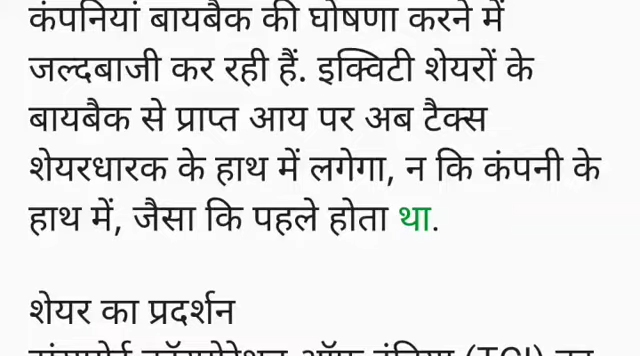 कंपनियां बायबैक की घोषणा करने में
जल्दबाजी कर रही हैं. इक्विटी शेयरों के
बायबैक से प्राप्त आय पर अब टैक्स
शेयरधारक के हाथ में लगेगा, न कि कंपनी के
हाथ में, जैसा कि पहले होता था.
शेयर का प्रदर्शन